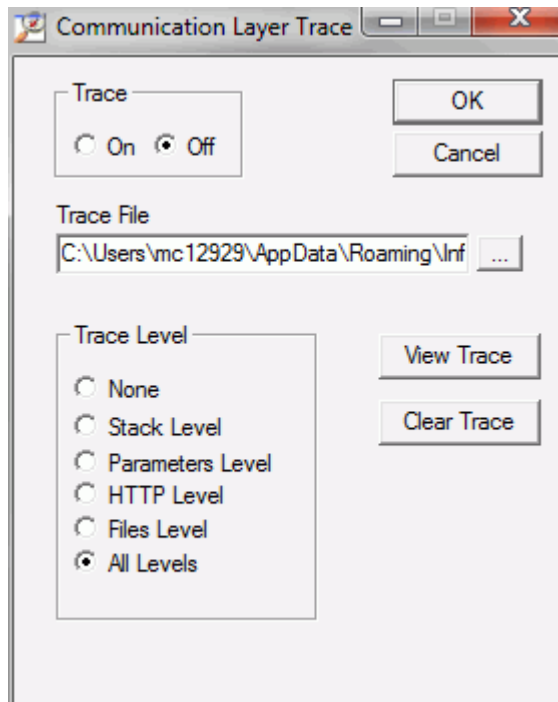 Communication Layer Trace
Trace
On Off
OK
Cancel
Trace File
C:\Users\mc12929\AppData\Roaming\Inf
...
Trace Level
None
Stack Level
Parameters Level
HTTP Level
Files Level
All Levels
View Trace
Clear Trace